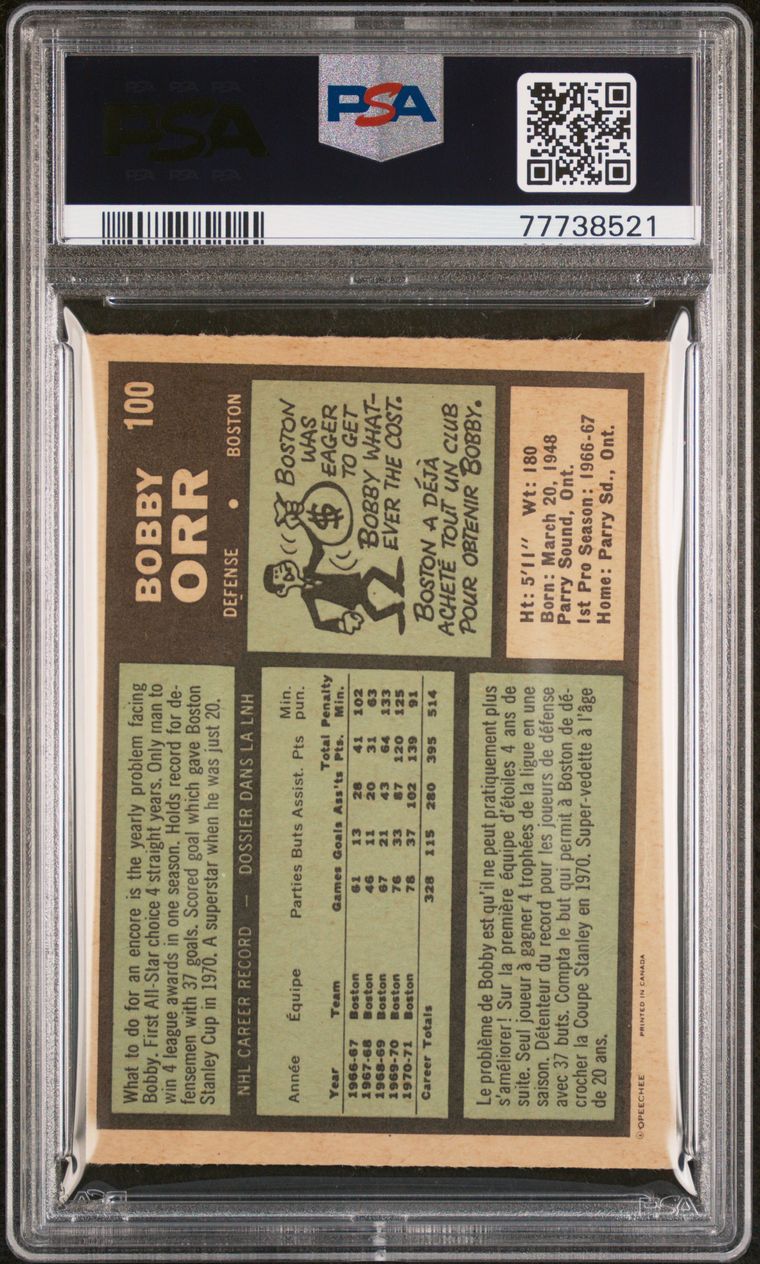 PSA PSA PSA
PSA
PSA PSA PSA
PSA
77738521
BOBBY 100
ORR
DEFENSE • BOSTON
What to do for an encore is the yearly problem facing
Bobby. First All-Star choice 4 straight years. Only man to
win 4 league awards in one season. Holds record for de-
fensemen with 37 goals. Scored goal which gave Boston
Stanley Cup in 1970. A superstar when he was just 20.
$
BOSTON
WAS
EAGER
TO GET
BOBBY WHAT-
EVER THE COST.
BOSTON A DÉJÀ
ACHETÉ TOUT UN CLUB
POUR OBTENIR BOBBY.
NHL CAREER RECORD — DOSSIER DANS LA LNH
Année Équipe Parties Buts Assist. Pts Min. pun.
Year Team Games Goals Ass'ts Total Pts. Penalty Min.
1966-67 Boston 61 13 28 41 102
1967-68 Boston 46 11 20 31 63
1968-69 Boston 67 21 43 64 133
1969-70 Boston 76 33 87 120 125
1970-71 Boston 78 37 102 139 91
Career Totals 328 115 280 395 514
Ht: 5'11" Wt: 180
Born: March 20, 1948
Parry Sound, Ont.
1st Pro Season: 1966-67
Home: Parry Sd., Ont.
Le problème de Bobby est qu'il ne peut pratiquement plus
s'améliorer! Sur la première équipe d'étoiles 4 ans de
suite. Seul joueur à gagner 4 trophées de la ligue en une
saison. Détenteur du record pour les joueurs de défense
avec 37 buts. Compta le but qui permit à Boston de dé-
crocher la Coupe Stanley en 1970. Super-vedette à l'âge
de 20 ans.
© OPEECHEE PRINTED IN CANADA
PSA
PSA